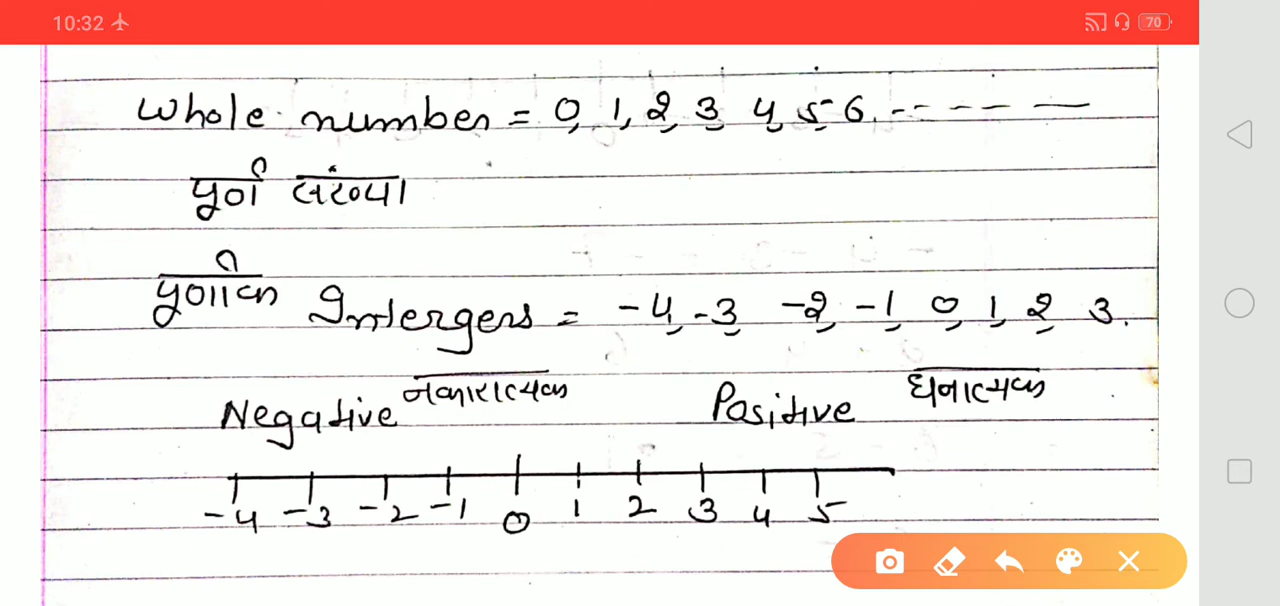 10:32 70
Whole number = 0, 1, 2, 3 4, 5, 6. -----
पूर्ण संख्या
पूर्णांक Intergers = -4, -3 -2, -1 0, 1, 2 3.
Negative नकारात्मक Positive धनात्मक
-4 -3 -2 -1 0 1 2 3 4 5